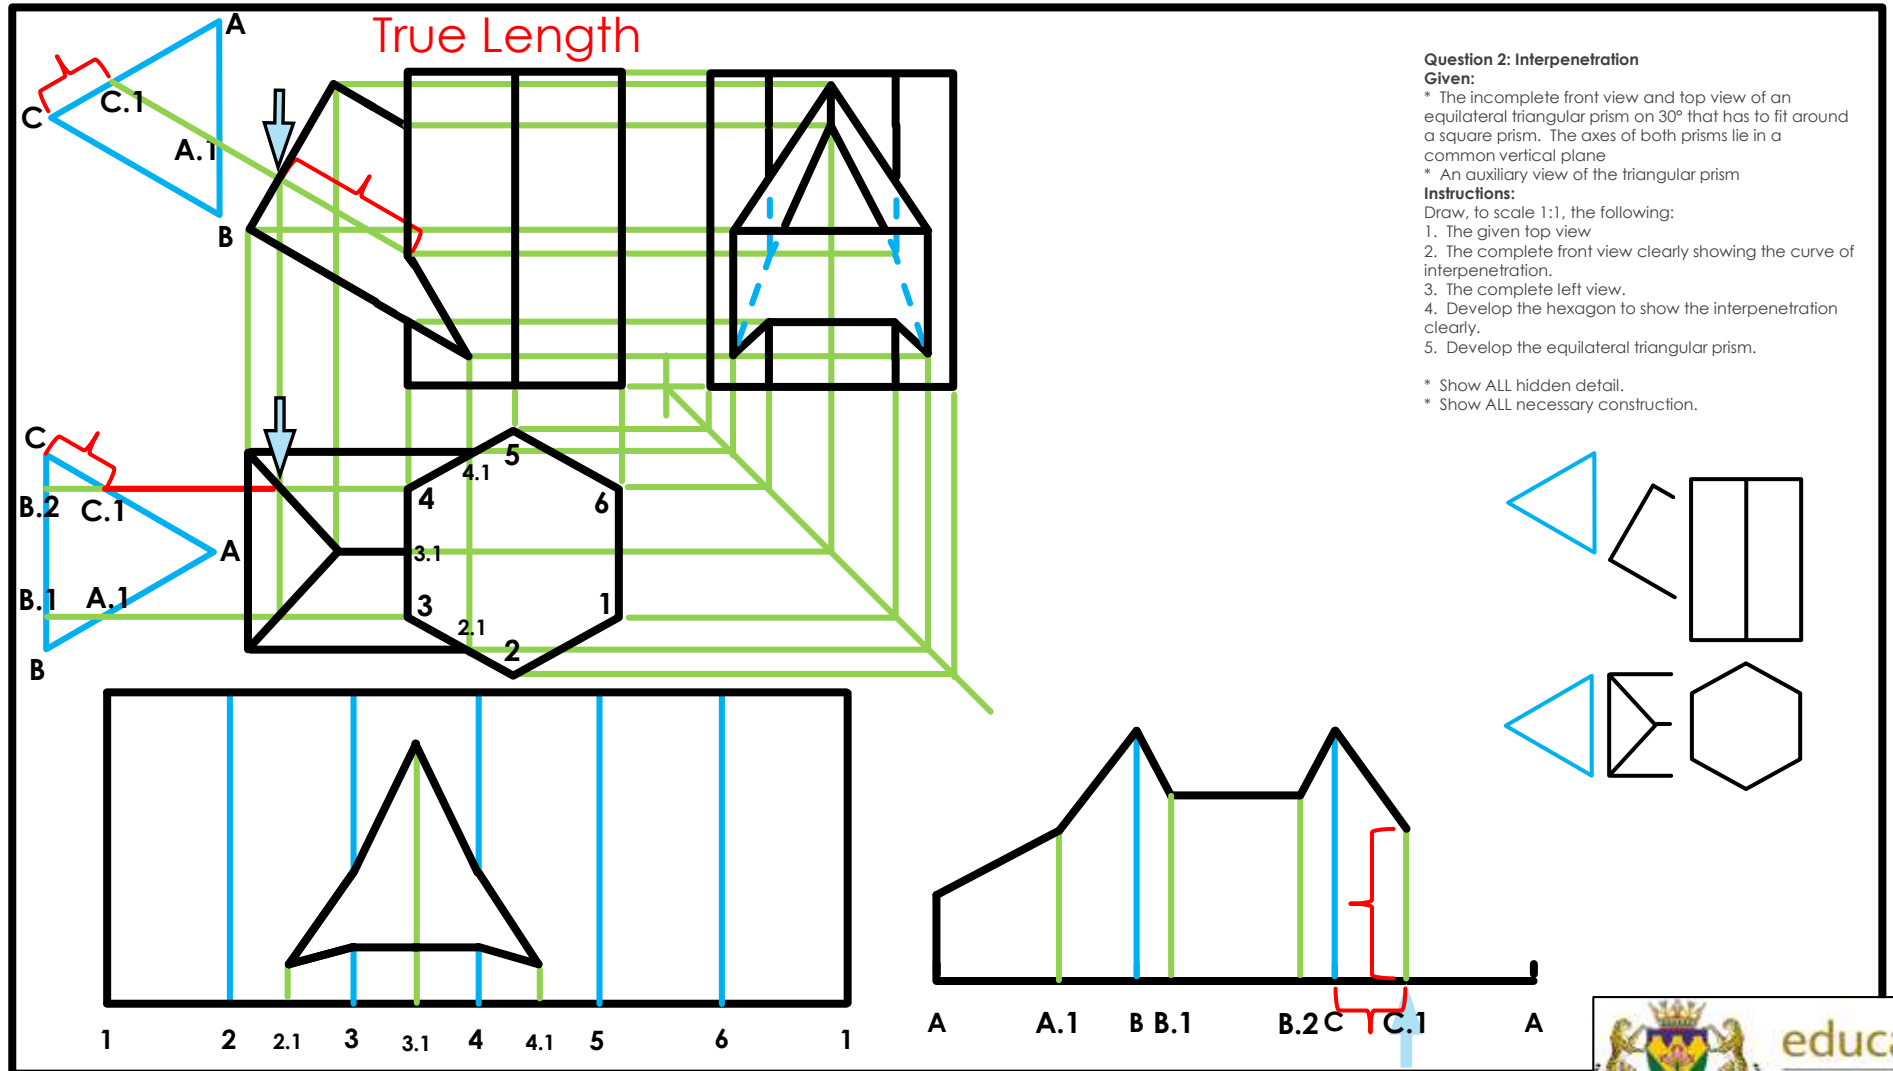 True Length
A
C
C.1
A.1
B
Question 2: Interpenetration
Given:
* The incomplete front view and top view of an
equilateral triangular prism on 30° that has to fit around
a square prism. The axes of both prisms lie in a
common vertical plane
* An auxiliary view of the triangular prism
Instructions:
Draw, to scale 1:1, the following:
1. The given top view
2. The complete front view clearly showing the curve of
interpenetration.
3. The complete left view.
4. Develop the hexagon to show the interpenetration
clearly.
5. Develop the equilateral triangular prism.
* Show ALL hidden detail.
* Show ALL necessary construction.
C
B.2
C.1
A
B.1
A.1
B
5
4.1
4
6
3.1
3
1
2.1
2
1 2 2.1 3 3.1 4 4.1 5 6 1
A A.1 B B.1 B.2 C C.1 A
educa